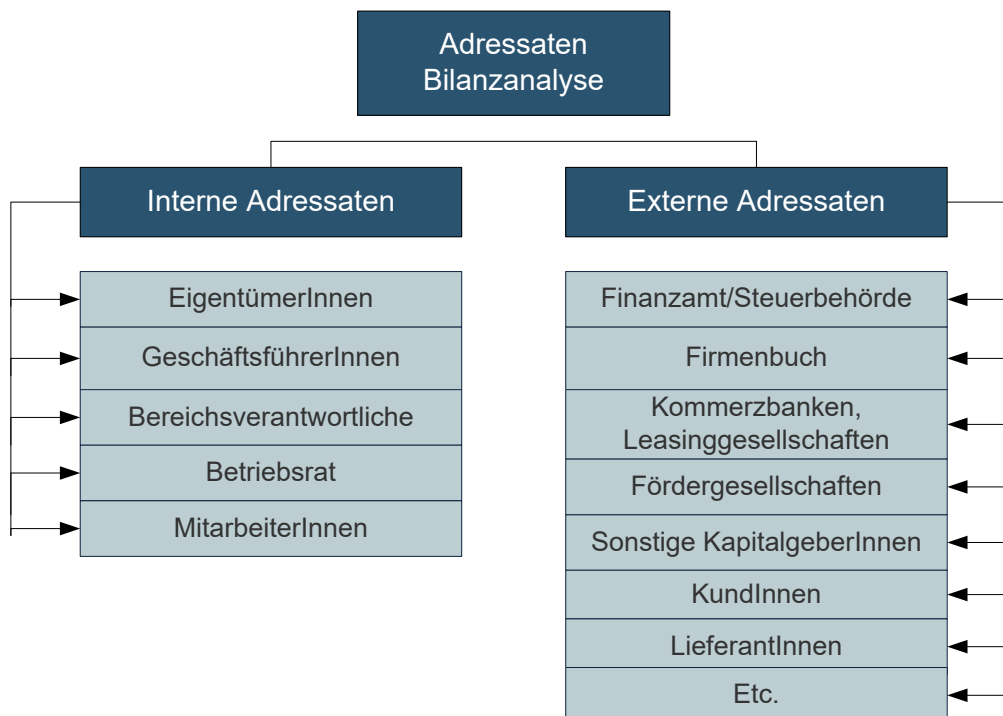 Adressaten
Bilanzanalyse
Interne Adressaten
EigentümerInnen
GeschäftsführerInnen
Bereichsverantwortliche
Betriebsrat
MitarbeiterInnen
Externe Adressaten
Finanzamt/Steuerbehörde
Firmenbuch
Kommerzbanken,
Leasinggesellschaften
Fördergesellschaften
Sonstige KapitalgeberInnen
KundInnen
LieferantInnen
Etc.